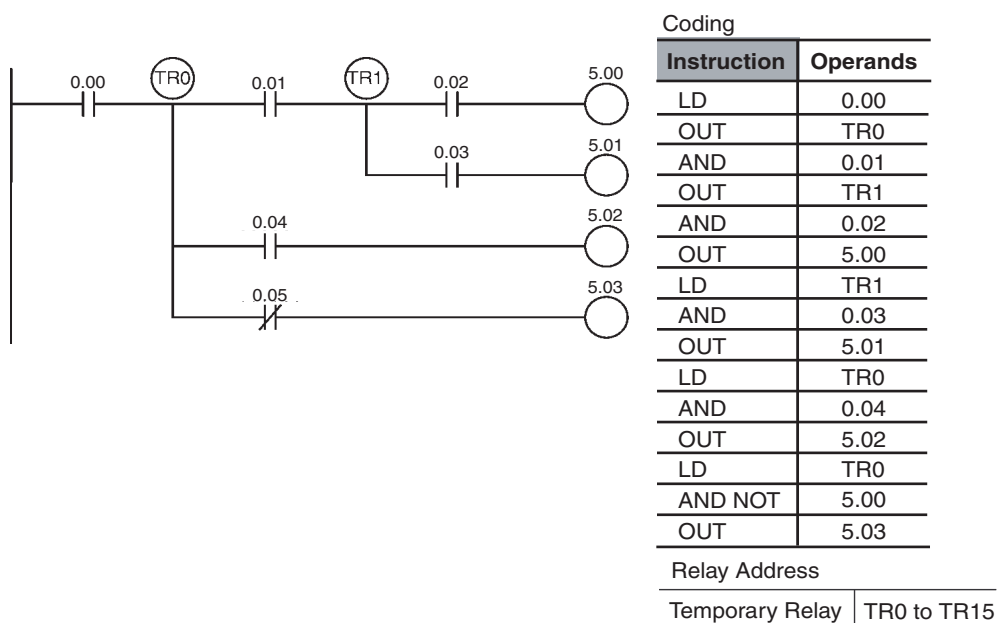 0.00
TR0
0.01
TR1
0.02
5.00
0.03
5.01
0.04
5.02
0.05
5.03
Coding
Instruction Operands
LD 0.00
OUT TR0
AND 0.01
OUT TR1
AND 0.02
OUT 5.00
LD TR1
AND 0.03
OUT 5.01
LD TR0
AND 0.04
OUT 5.02
LD TR0
AND NOT 5.00
OUT 5.03
Relay Address
Temporary Relay TR0 to TR15